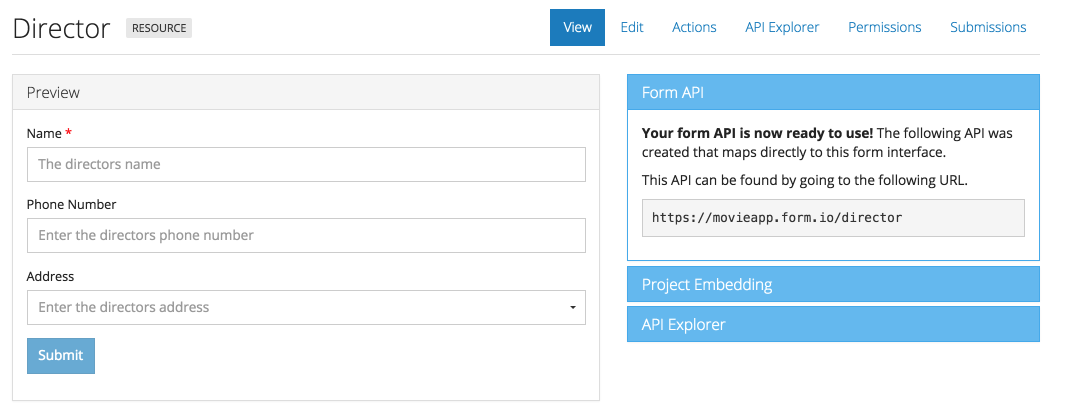 Director RESOURCE View Edit Actions API Explorer Permissions Submissions
Preview
Name *
The directors name
Phone Number
Enter the directors phone number
Address
Enter the directors address
Submit
Form API
Your form API is now ready to use! The following API was
created that maps directly to this form interface.
This API can be found by going to the following URL.
https://movieapp.form.io/director
Project Embedding
API Explorer